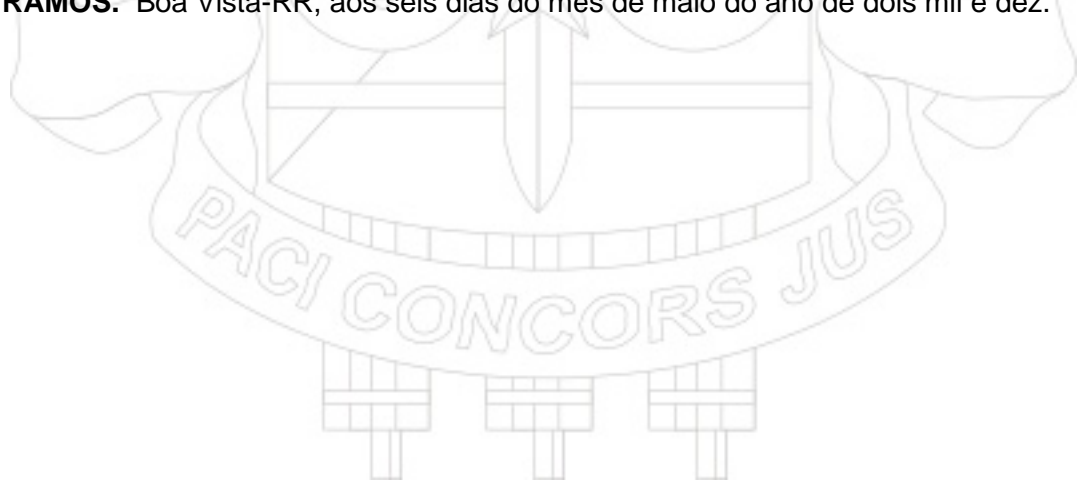 RAMOS. Boa Vista-RR, aos seis dias do mês de maio do ano de dois mil e dez.
PACI CONCORS JUS